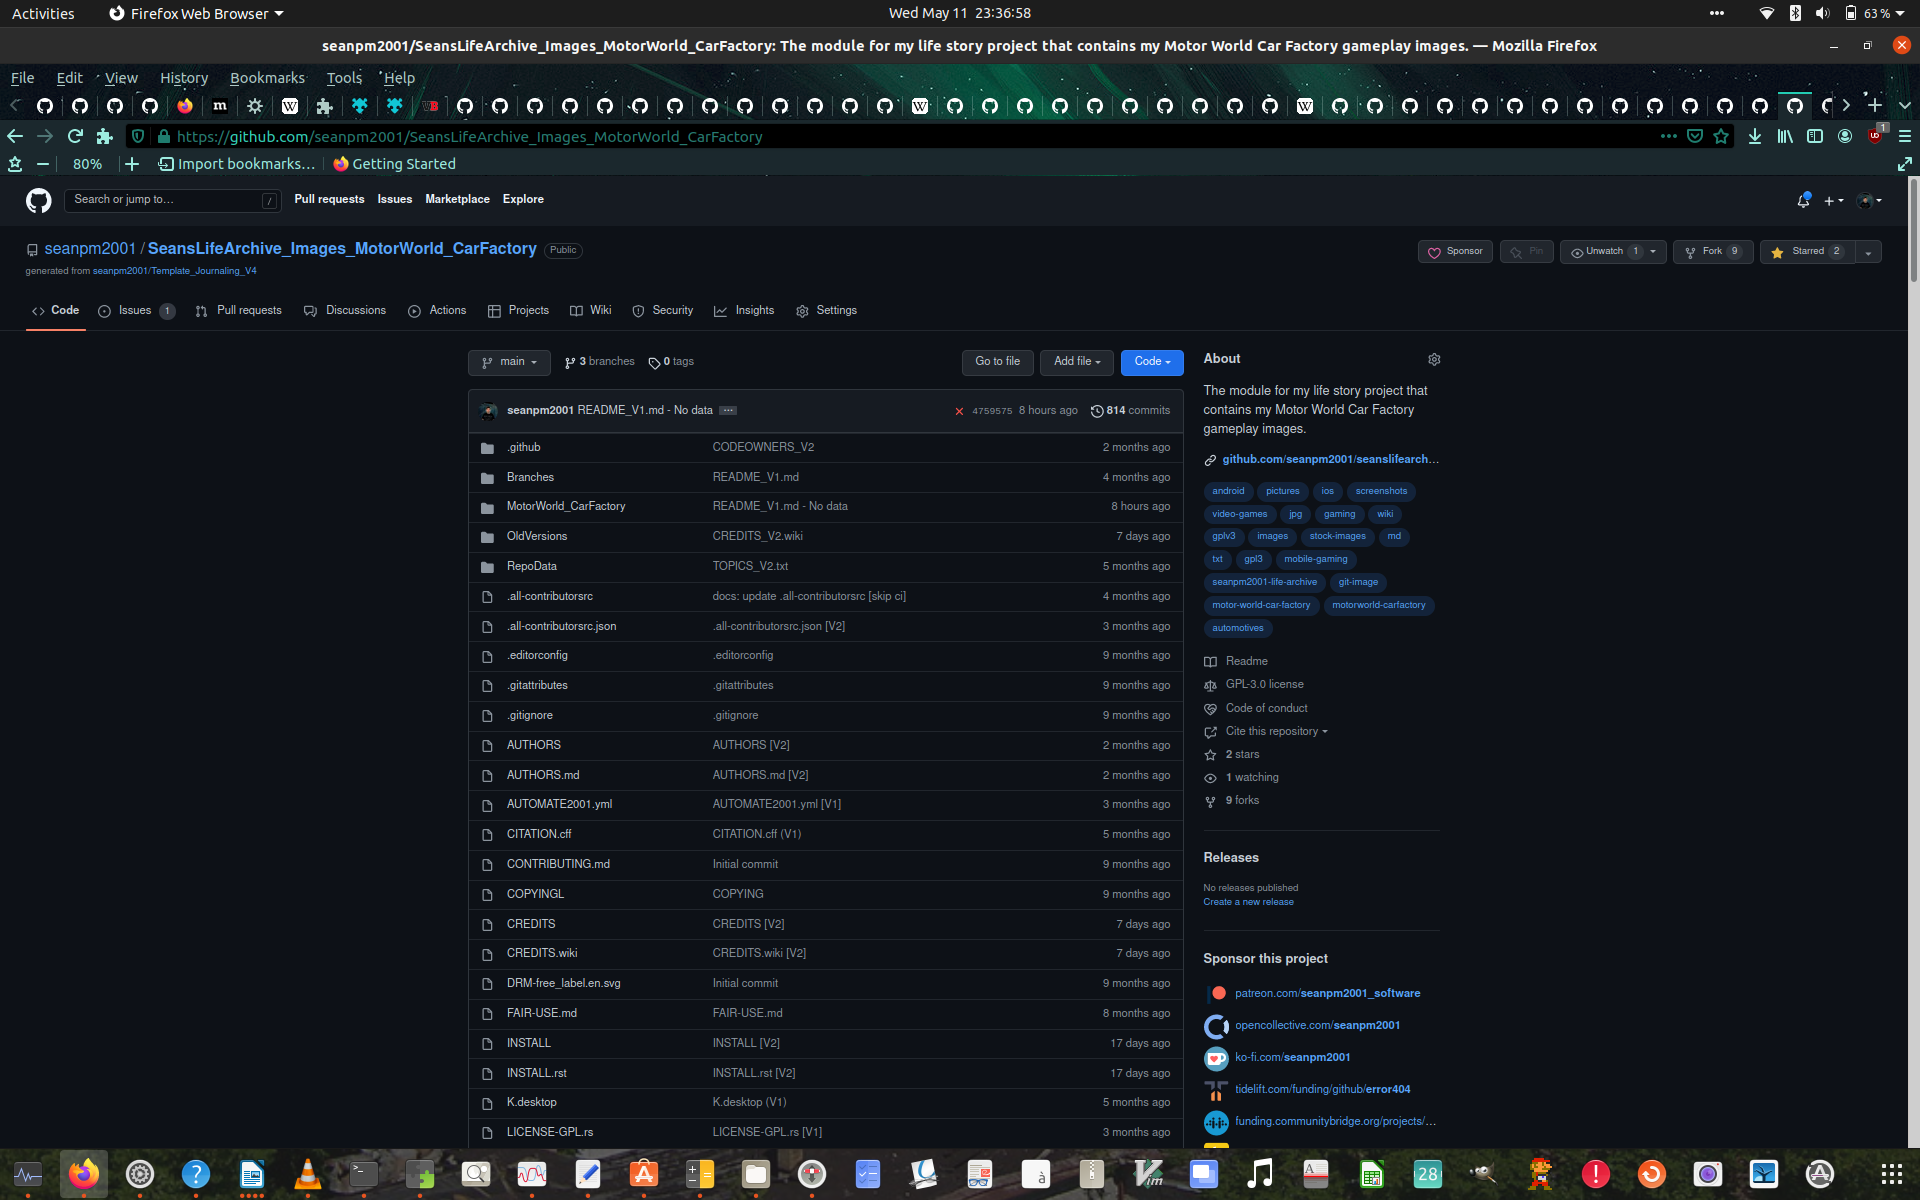 Activities
Firefox Web Browser
Wed May 11 23:36:58
63 %
seanpm2001/SeansLifeArchive_Images_MotorWorld_CarFactory: The module for my life story project that contains my Motor World Car Factory gameplay images. — Mozilla Firefox
File Edit View History Bookmarks Tools Help
https://github.com/seanpm2001/SeansLifeArchive_Images_MotorWorld_CarFactory
1
80%
Import bookmarks...
Getting Started
Search or jump to...
/
Pull requests Issues Marketplace Explore
seanpm2001 / SeansLifeArchive_Images_MotorWorld_CarFactory Public
generated from seanpm2001/Template_Journaling_V4
Sponsor
Pin
Unwatch 1
Fork 9
Starred 2
Code
Issues 1
Pull requests
Discussions
Actions
Projects
Wiki
Security
Insights
Settings
main
3 branches
0 tags
Go to file
Add file
Code
seanpm2001 README_V1.md - No data
4759575 8 hours ago
814 commits
.github CODEOWNERS_V2 2 months ago
Branches README_V1.md 4 months ago
MotorWorld_CarFactory README_V1.md - No data 8 hours ago
OldVersions CREDITS_V2.wiki 7 days ago
RepoData TOPICS_V2.txt 5 months ago
.all-contributorsrc docs: update .all-contributorsrc [skip ci] 4 months ago
.all-contributorsrc.json .all-contributorsrc.json [V2] 3 months ago
.editorconfig .editorconfig 9 months ago
.gitattributes .gitattributes 9 months ago
.gitignore .gitignore 9 months ago
AUTHORS AUTHORS [V2] 2 months ago
AUTHORS.md AUTHORS.md [V2] 2 months ago
AUTOMATE2001.yml AUTOMATE2001.yml [V1] 3 months ago
CITATION.cff CITATION.cff (V1) 5 months ago
CONTRIBUTING.md Initial commit 9 months ago
COPYINGL COPYING 9 months ago
CREDITS CREDITS [V2] 7 days ago
CREDITS.wiki CREDITS.wiki [V2] 7 days ago
DRM-free_label.en.svg Initial commit 9 months ago
FAIR-USE.md FAIR-USE.md 8 months ago
INSTALL INSTALL [V2] 17 days ago
INSTALL.rst INSTALL.rst [V2] 17 days ago
K.desktop K.desktop (V1) 5 months ago
LICENSE-GPL.rs LICENSE-GPL.rs [V1] 3 months ago
About
The module for my life story project that
contains my Motor World Car Factory
gameplay images.
github.com/seanpm2001/seanslifearch...
android pictures ios screenshots
video-games jpg gaming wiki
gplv3 images stock-images md
txt gpl3 mobile-gaming
seanpm2001-life-archive git-image
motor-world-car-factory motorworld-carfactory
automotives
Readme
GPL-3.0 license
Code of conduct
Cite this repository
2 stars
1 watching
9 forks
Releases
No releases published
Create a new release
Sponsor this project
patreon.com/seanpm2001_software
opencollective.com/seanpm2001
ko-fi.com/seanpm2001
tidelift.com/funding/github/error404
funding.communitybridge.org/projects/...
28